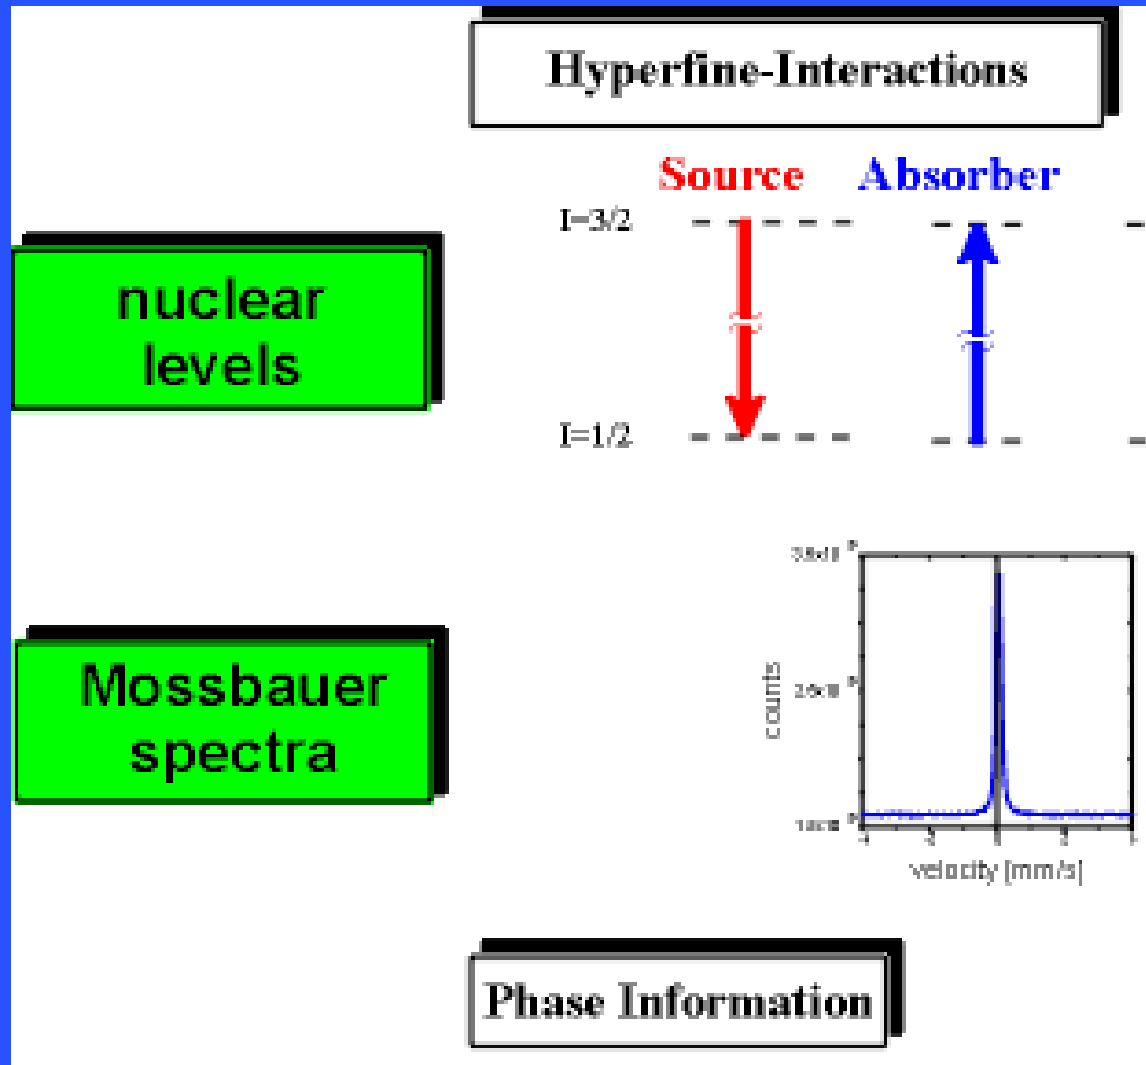 Hyperfine-Interactions
Source Absorber
I=3/2
nuclear
levels
I=1/2
Mossbauer
spectra
counts
velocity [mm/s]
Phase Information